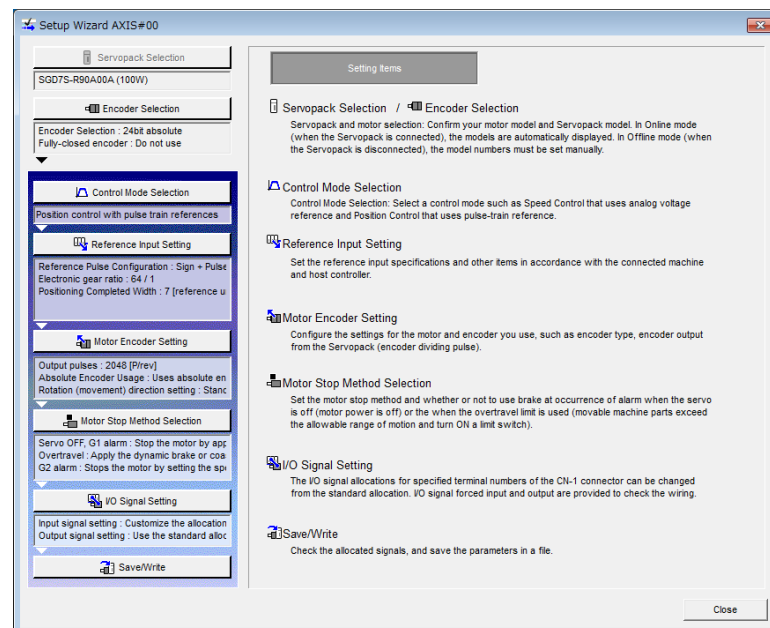 Setup Wizard AXIS#00
Servopack Selection
SGD7S-R90A00A (100W)
Encoder Selection
Encoder Selection : 24bit absolute
Fully-closed encoder : Do not use
Control Mode Selection
Position control with pulse train references
Reference Input Setting
Reference Pulse Configuration : Sign + Pulse
Electronic gear ratio : 64 / 1
Positioning Completed Width : 7 [reference u
Motor Encoder Setting
Output pulses : 2048 [P/rev]
Absolute Encoder Usage : Uses absolute en
Rotation (movement) direction setting : Stanc
Motor Stop Method Selection
Servo OFF, G1 alarm : Stop the motor by app
Overtravel : Apply the dynamic brake or coa
G2 alarm : Stops the motor by setting the spe
I/O Signal Setting
Input signal setting : Customize the allocation
Output signal setting : Use the standard alloc
Save/Write
Setting Items
Servopack Selection / Encoder Selection
Servopack and motor selection: Confirm your motor model and Servopack model. In Online mode
(when the Servopack is connected), the models are automatically displayed. In Offline mode (when
the Servopack is disconnected), the model numbers must be set manually.
Control Mode Selection
Control Mode Selection: Select a control mode such as Speed Control that uses analog voltage
reference and Position Control that uses pulse-train reference.
Reference Input Setting
Set the reference input specifications and other items in accordance with the connected machine
and host controller.
Motor Encoder Setting
Configure the settings for the motor and encoder you use, such as encoder type, encoder output
from the Servopack (encoder dividing pulse).
Motor Stop Method Selection
Set the motor stop method and whether or not to use brake at occurrence of alarm when the servo
is off (motor power is off) or the when the overtravel limit is used (movable machine parts exceed
the allowable range of motion and turn ON a limit switch).
I/O Signal Setting
The I/O signal allocations for specified terminal numbers of the CN-1 connector can be changed
from the standard allocation. I/O signal forced input and output are provided to check the wiring.
Save/Write
Check the allocated signals, and save the parameters in a file.
Close